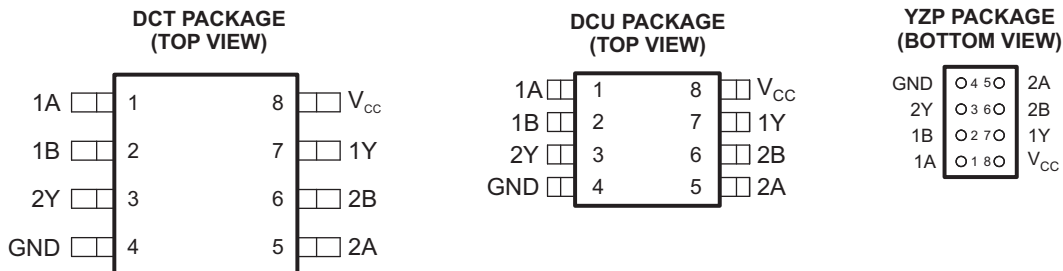 DCT PACKAGE
(TOP VIEW)
1A 1 8 VCC
1B 2 7 1Y
2Y 3 6 2B
GND 4 5 2A
DCU PACKAGE
(TOP VIEW)
1A 1 8 VCC
1B 2 7 1Y
2Y 3 6 2B
GND 4 5 2A
YZP PACKAGE
(BOTTOM VIEW)
GND 4 5 2A
2Y 3 6 2B
1B 2 7 1Y
1A 1 8 VCC